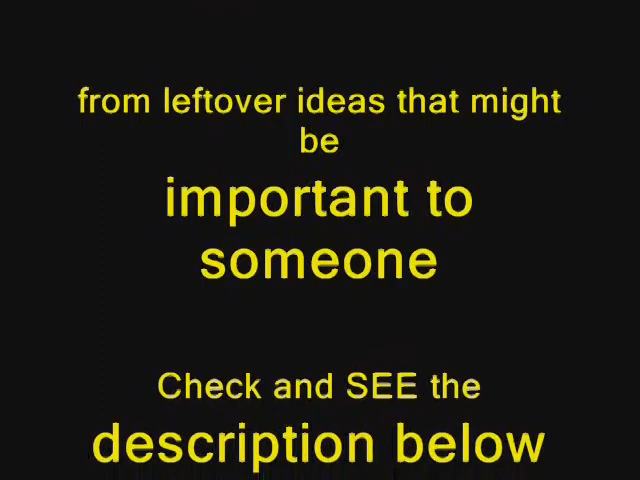 from leftover ideas that might
be
important to
someone
Check and SEE the
description below